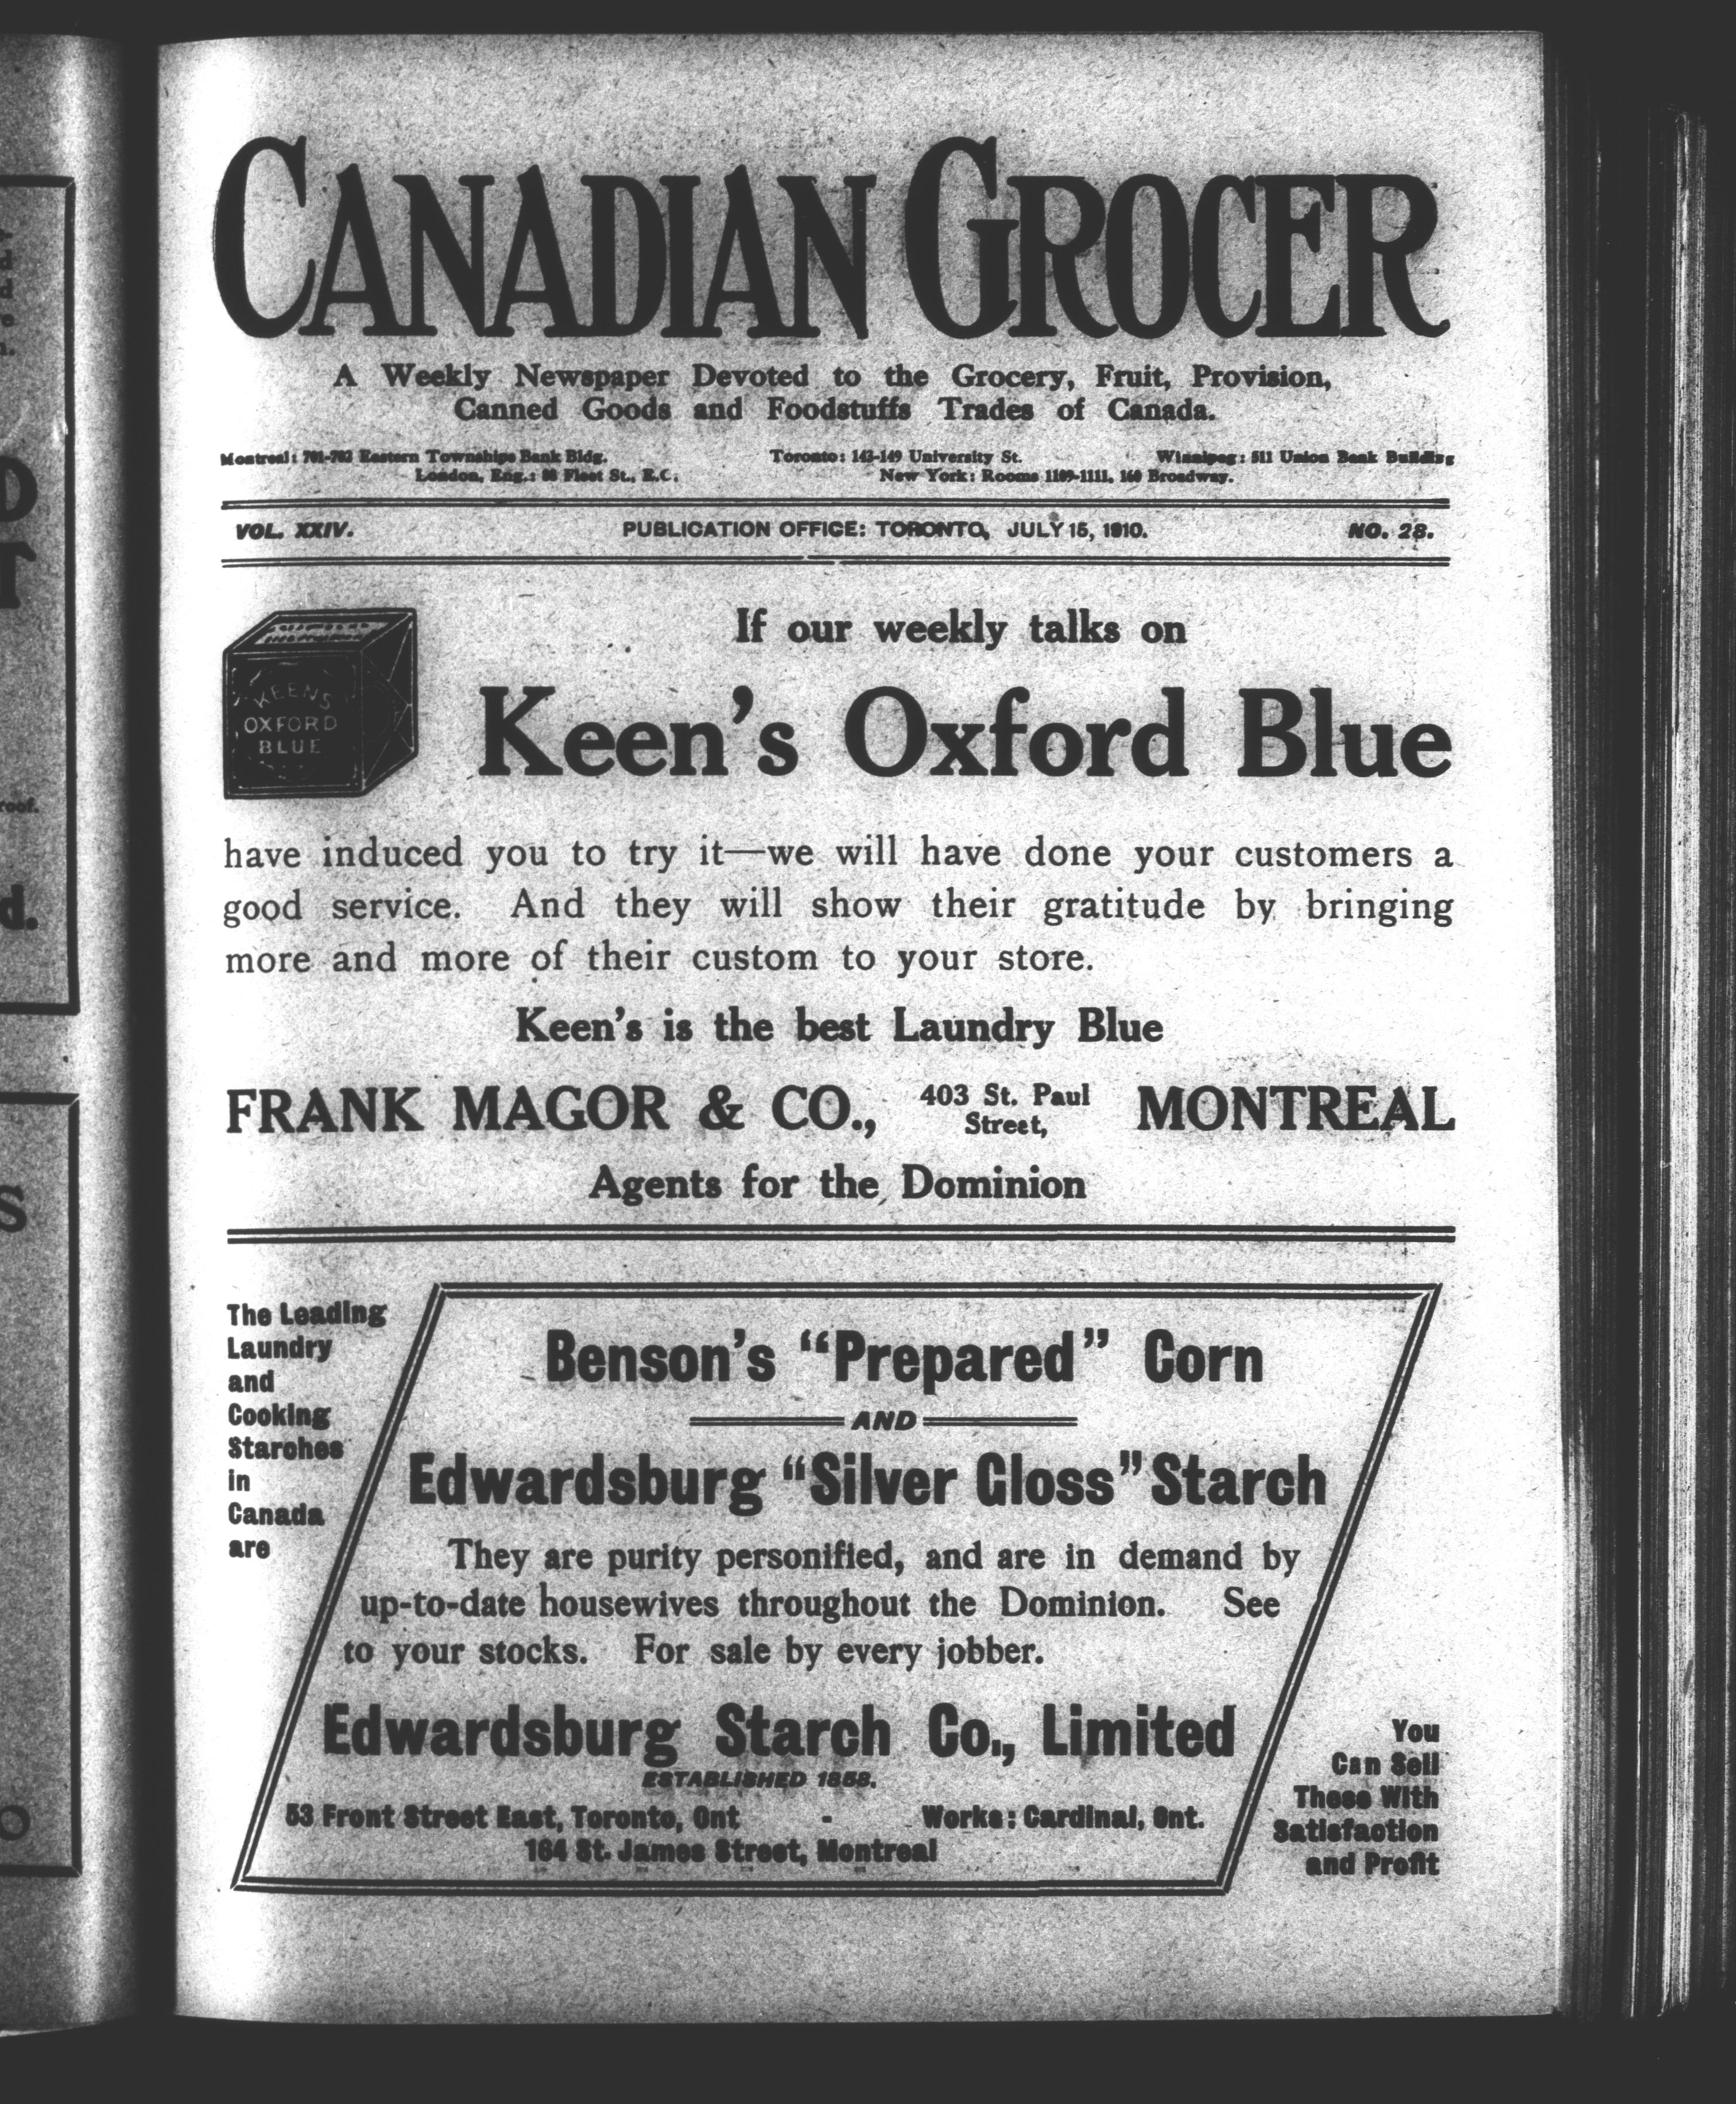 CANADIAN GROCER
A Weekly Newspaper Devoted to the Grocery, Fruit, Provision,
Canned Goods and Foodstuffs Trades of Canada.
Montreal: 701-702 Eastern Townships Bank Bldg. Toronto: 143-149 University St. Winnipeg: 511 Union Bank Building
London, Eng.: 88 Fleet St., E.C. New York: Rooms 1109-1111, 160 Broadway.
VOL. XXIV. PUBLICATION OFFICE: TORONTO, JULY 15, 1910. NO. 28.
KEEN'S
OXFORD
BLUE
If our weekly talks on
Keen's Oxford Blue
have induced you to try it—we will have done your customers a
good service. And they will show their gratitude by bringing
more and more of their custom to your store.
Keen's is the best Laundry Blue
FRANK MAGOR & CO., 403 St. Paul Street, MONTREAL
Agents for the Dominion
The Leading
Laundry
and
Cooking
Starches
in
Canada
are
Benson's "Prepared" Corn
AND
Edwardsburg "Silver Gloss" Starch
They are purity personified, and are in demand by
up-to-date housewives throughout the Dominion. See
to your stocks. For sale by every jobber.
Edwardsburg Starch Co., Limited
ESTABLISHED 1858.
53 Front Street East, Toronto, Ont - Works: Cardinal, Ont.
164 St. James Street, Montreal
You
Can Sell
These With
Satisfaction
and Profit